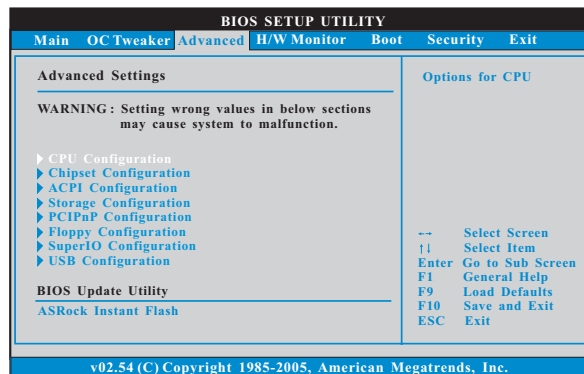 BIOS SETUP UTILITY
Main OC Tweaker Advanced H/W Monitor Boot Security Exit
Advanced Settings
WARNING : Setting wrong values in below sections
may cause system to malfunction.
CPU Configuration
Chipset Configuration
ACPI Configuration
Storage Configuration
PCIPnP Configuration
Floppy Configuration
SuperIO Configuration
USB Configuration
BIOS Update Utility
ASRock Instant Flash
Options for CPU
←→ Select Screen
↑↓ Select Item
Enter Go to Sub Screen
F1 General Help
F9 Load Defaults
F10 Save and Exit
ESC Exit
v02.54 (C) Copyright 1985-2005, American Megatrends, Inc.